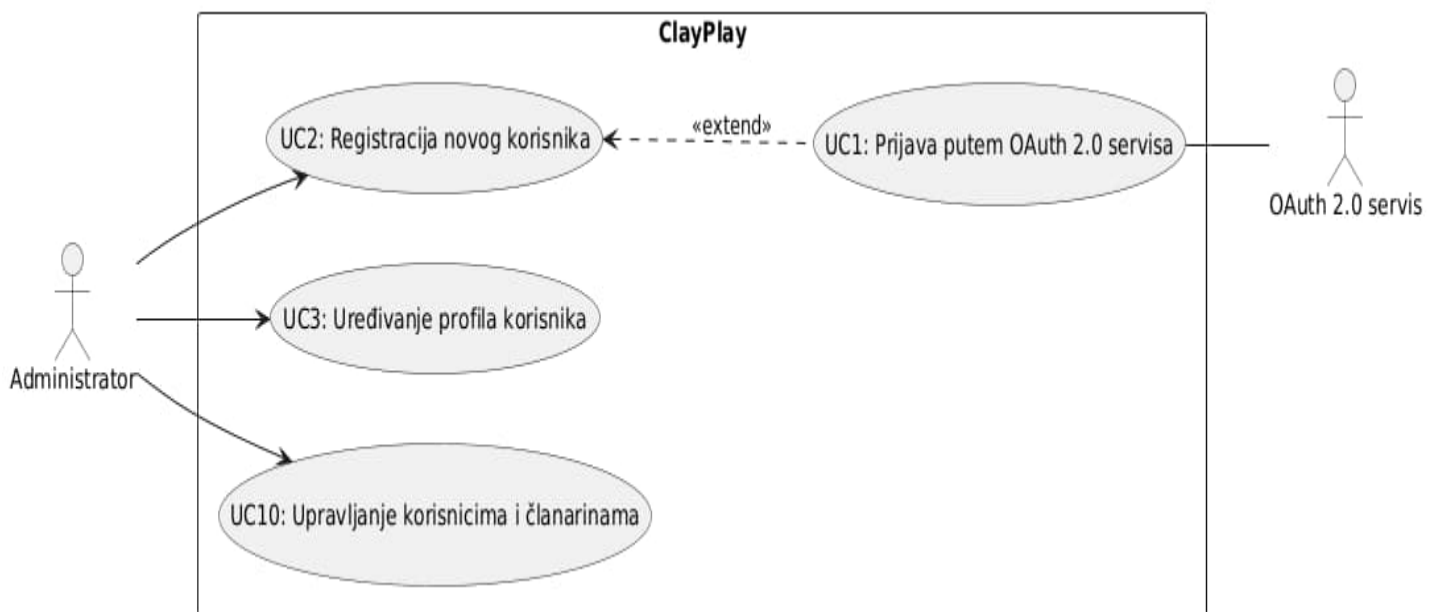 ClayPlay
UC2: Registracija novog korisnika
«extend»
UC1: Prijava putem OAuth 2.0 servisa
OAuth 2.0 servis
UC3: Uređivanje profila korisnika
Administrator
UC10: Upravljanje korisnicima i članarinama